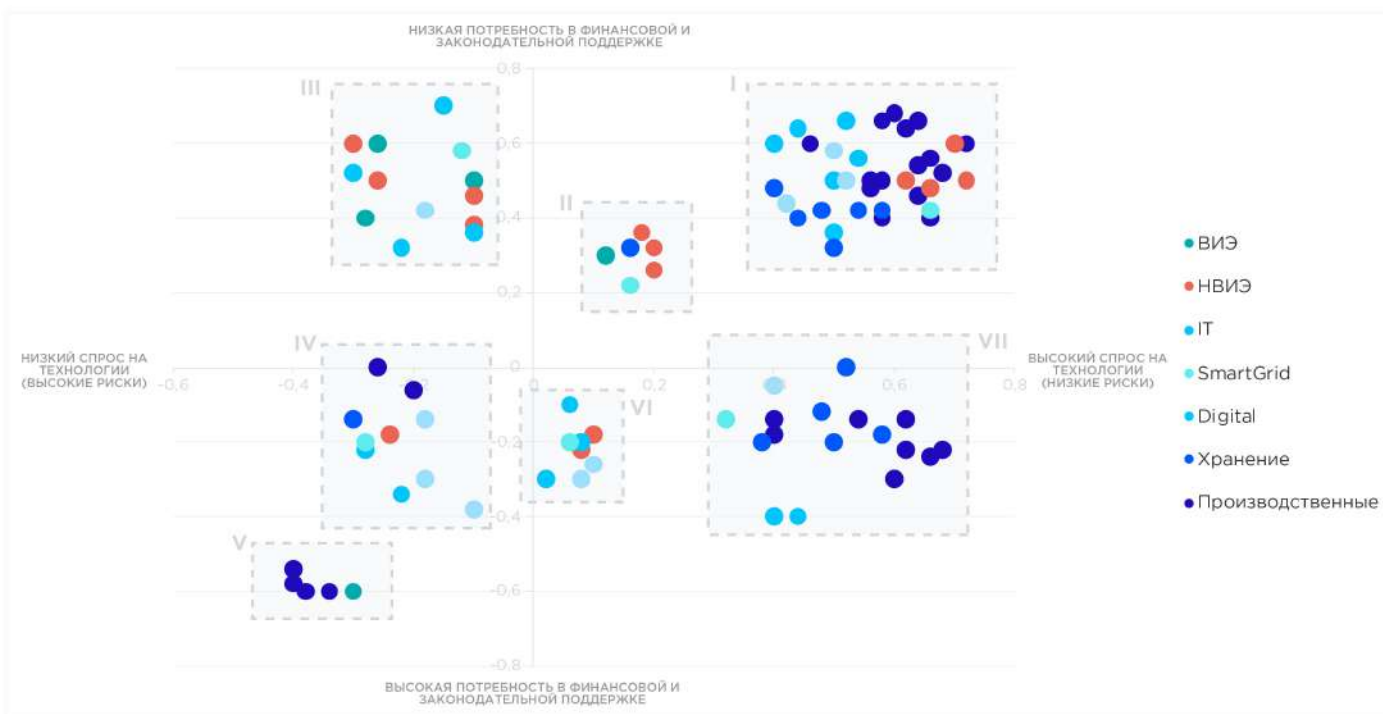 НИЗКАЯ ПОТРЕБНОСТЬ В ФИНАНСОВОЙ И
ЗАКОНОДАТЕЛЬНОЙ ПОДДЕРЖКЕ
0,8
III
I
0,6
II
0,4
0,2
IV
VII
НИЗКИЙ СПРОС НА
ТЕХНОЛОГИИ
(ВЫСОКИЕ РИСКИ)
0
ВЫСОКИЙ СПРОС НА
ТЕХНОЛОГИИ
(НИЗКИЕ РИСКИ)
-0,6
-0,4
-0,2
0
0,2
0,4
0,6
0,8
VI
-0,2
-0,4
V
-0,6
-0,8
ВЫСОКАЯ ПОТРЕБНОСТЬ В ФИНАНСОВОЙ И
ЗАКОНОДАТЕЛЬНОЙ ПОДДЕРЖКЕ
ВИЭ
НВИЭ
IT
SmartGrid
Digital
Хранение
Производственные